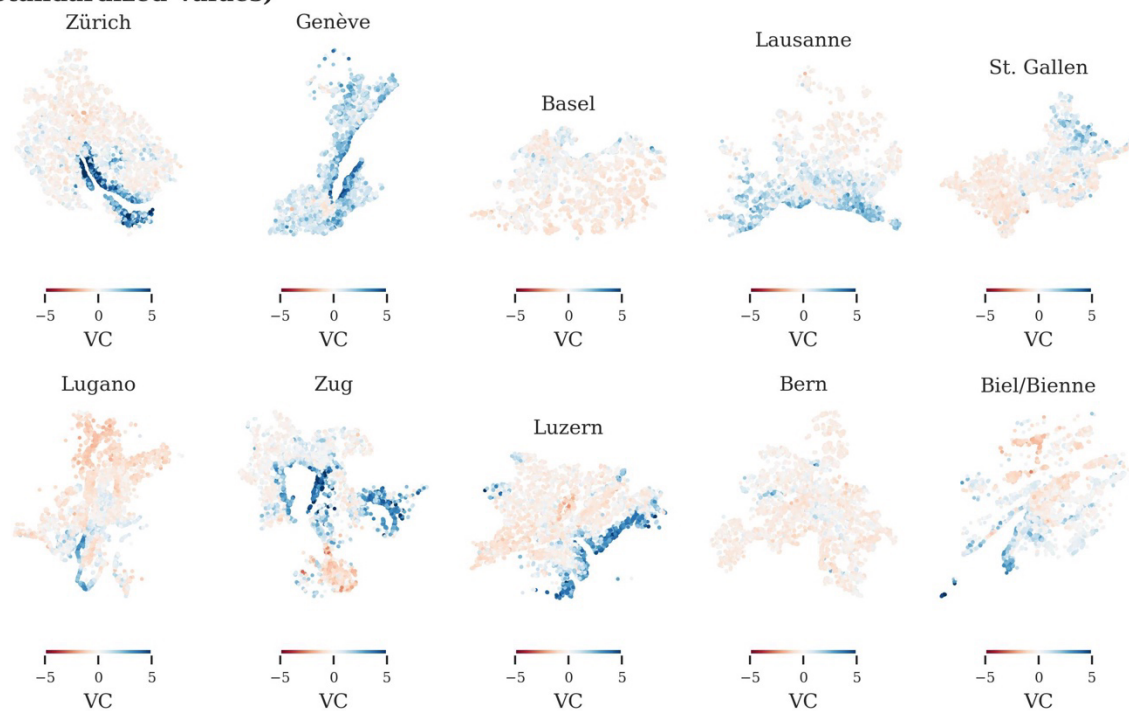 Zürich
Genève
Basel
Lausanne
St. Gallen
−5 0 5
VC
−5 0 5
VC
−5 0 5
VC
−5 0 5
VC
−5 0 5
VC
Lugano
Zug
Luzern
Bern
Biel/Bienne
−5 0 5
VC
−5 0 5
VC
−5 0 5
VC
−5 0 5
VC
−5 0 5
VC